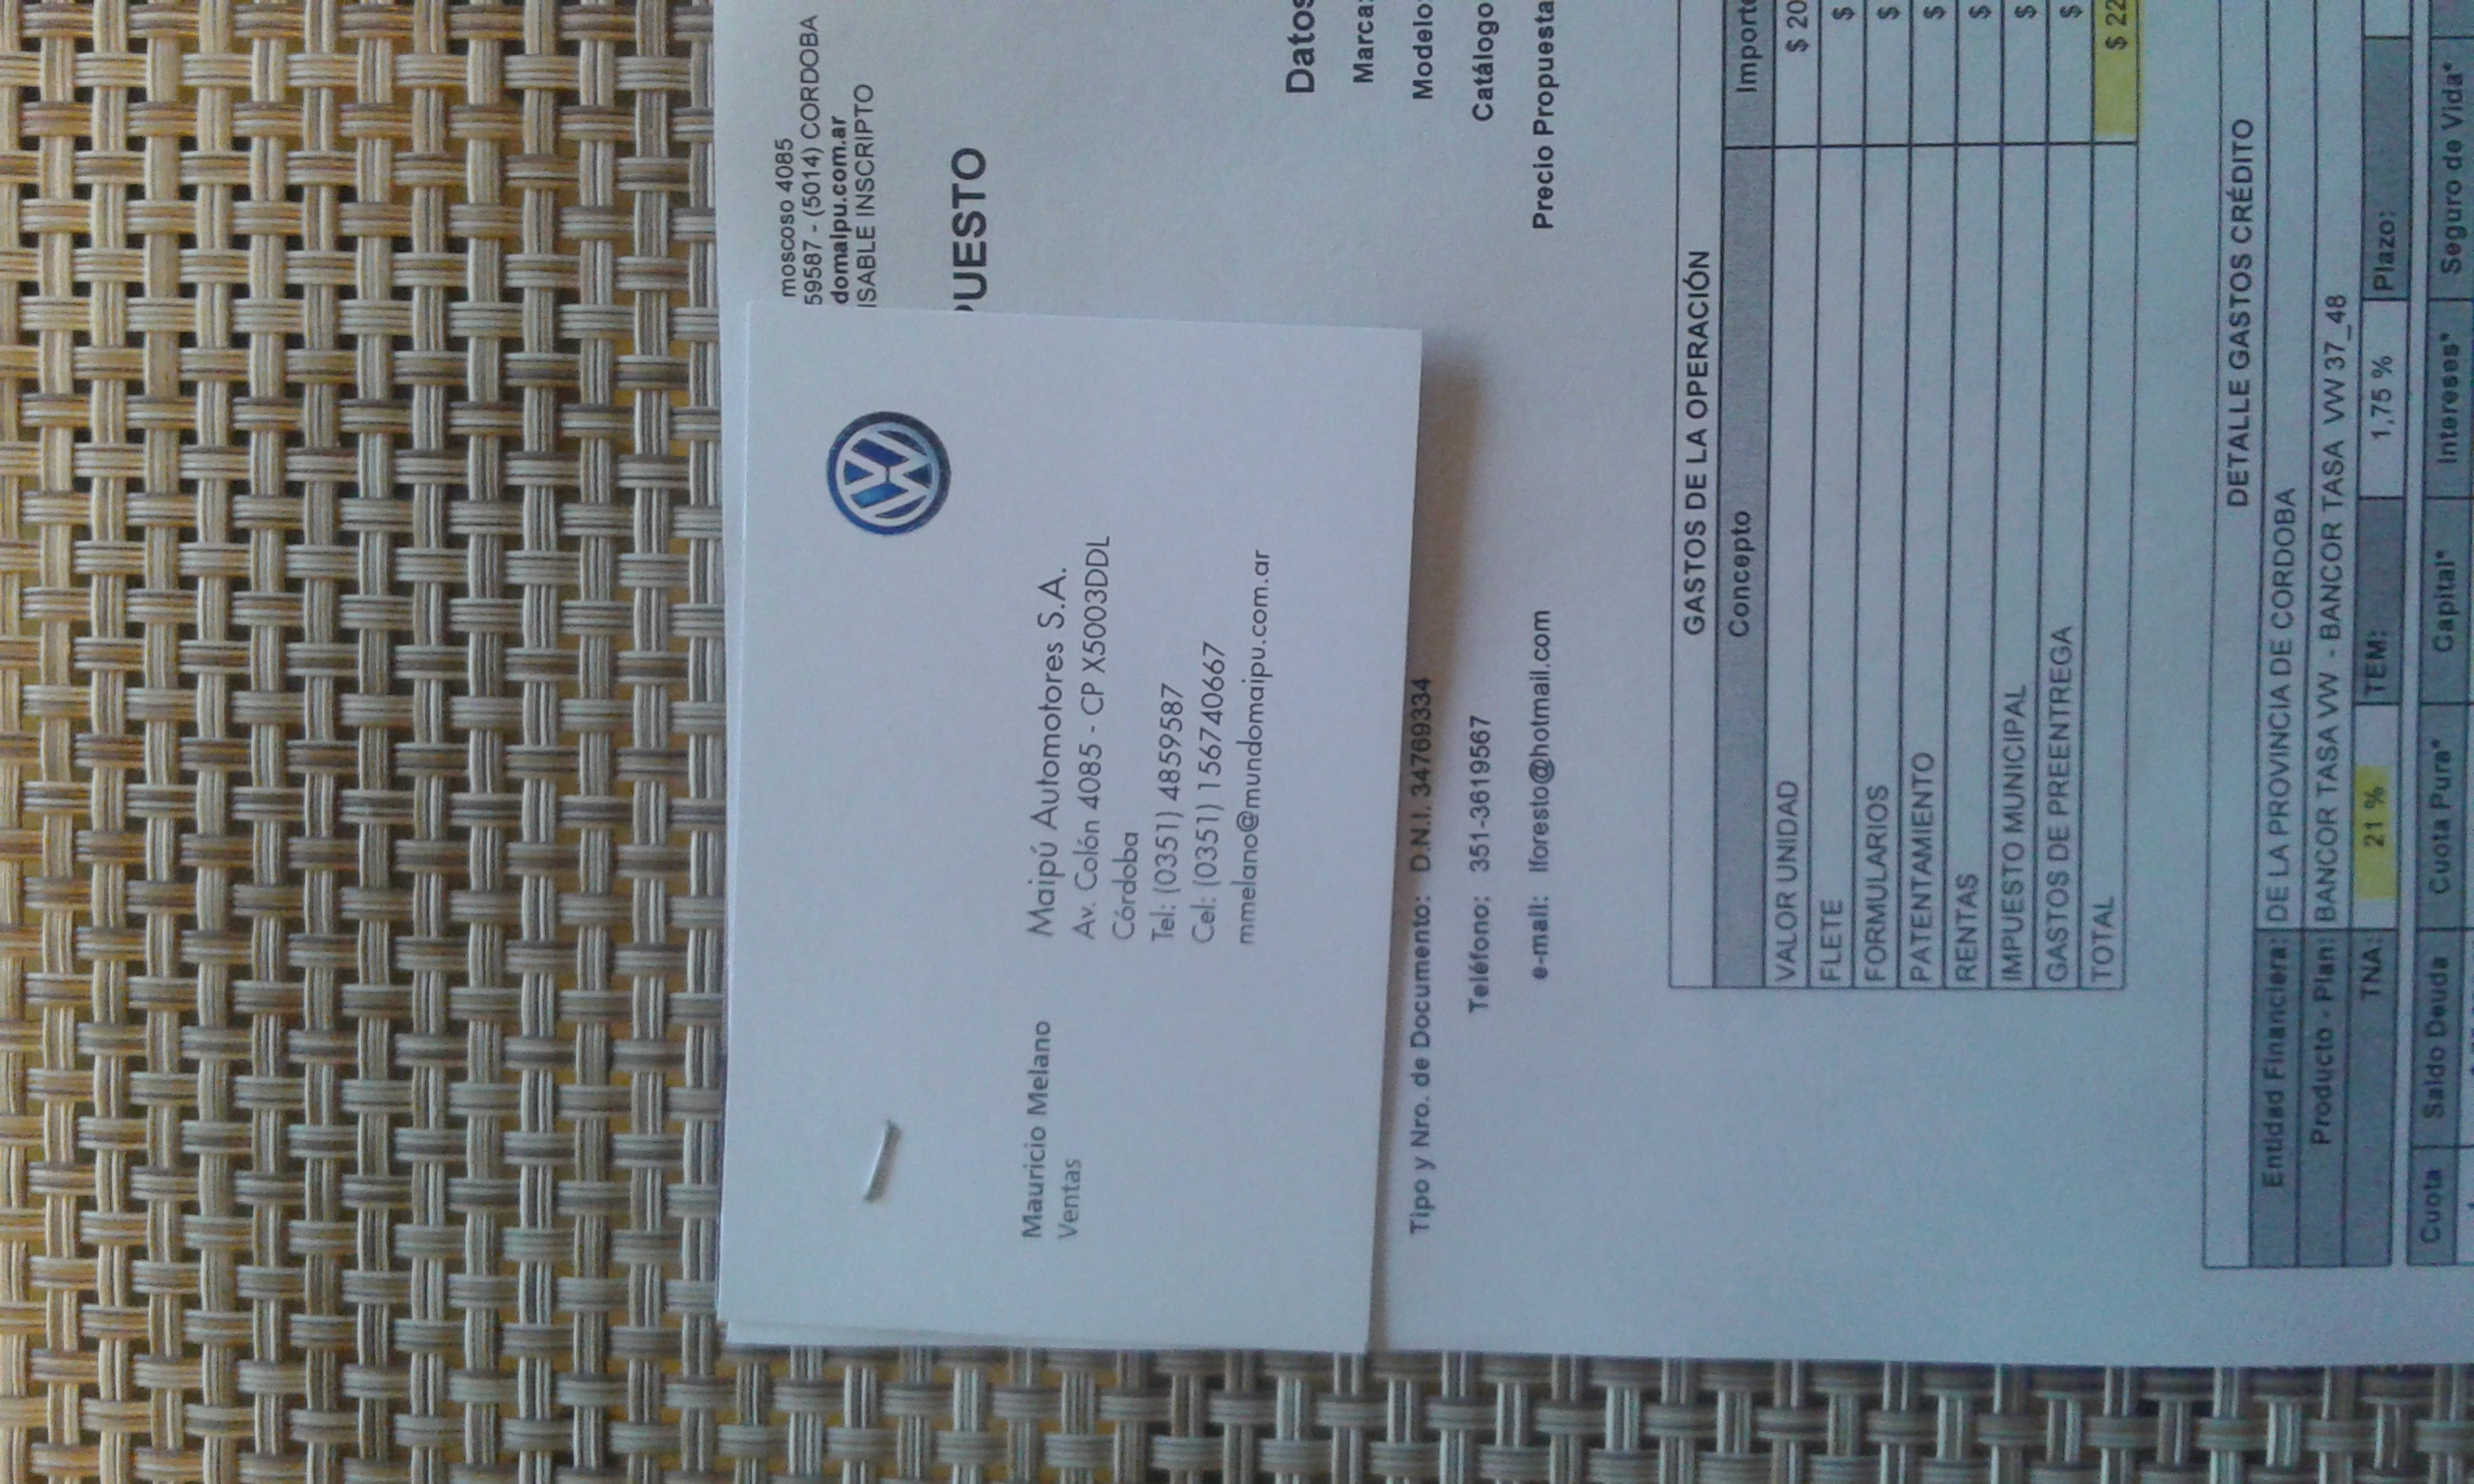 moscoso 4085
59587 - (5014) CORDOBA
domaipu.com.ar
ISABLE INSCRIPTO
PUESTO
Mauricio Melano
Ventas
Maipú Automotores S.A.
Av. Colón 4085 - CP X5003DDL
Córdoba
Tel: (0351) 4859587
Cel: (0351) 156740667
mmelano@mundomaipu.com.ar
Datos
Marca:
Tipo y Nro. de Documento: D.N.I. 34769334 Modelo:
Teléfono: 351-3619567 Catálogo
e-mail: lforesto@hotmail.com Precio Propuesta
GASTOS DE LA OPERACIÓN
Concepto Importe
VALOR UNIDAD $ 20
FLETE $
FORMULARIOS $
PATENTAMIENTO $
RENTAS $
IMPUESTO MUNICIPAL $
GASTOS DE PREENTREGA $
TOTAL $ 22
DETALLE GASTOS CRÉDITO
Entidad Financiera: DE LA PROVINCIA DE CORDOBA
Producto - Plan: BANCOR TASA VW - BANCOR TASA VW 37_48
TNA: 21 % TEM: 1,75 % Plazo:
Cuota Saldo Deuda Cuota Pura* Capital* Intereses* Seguro de Vida*